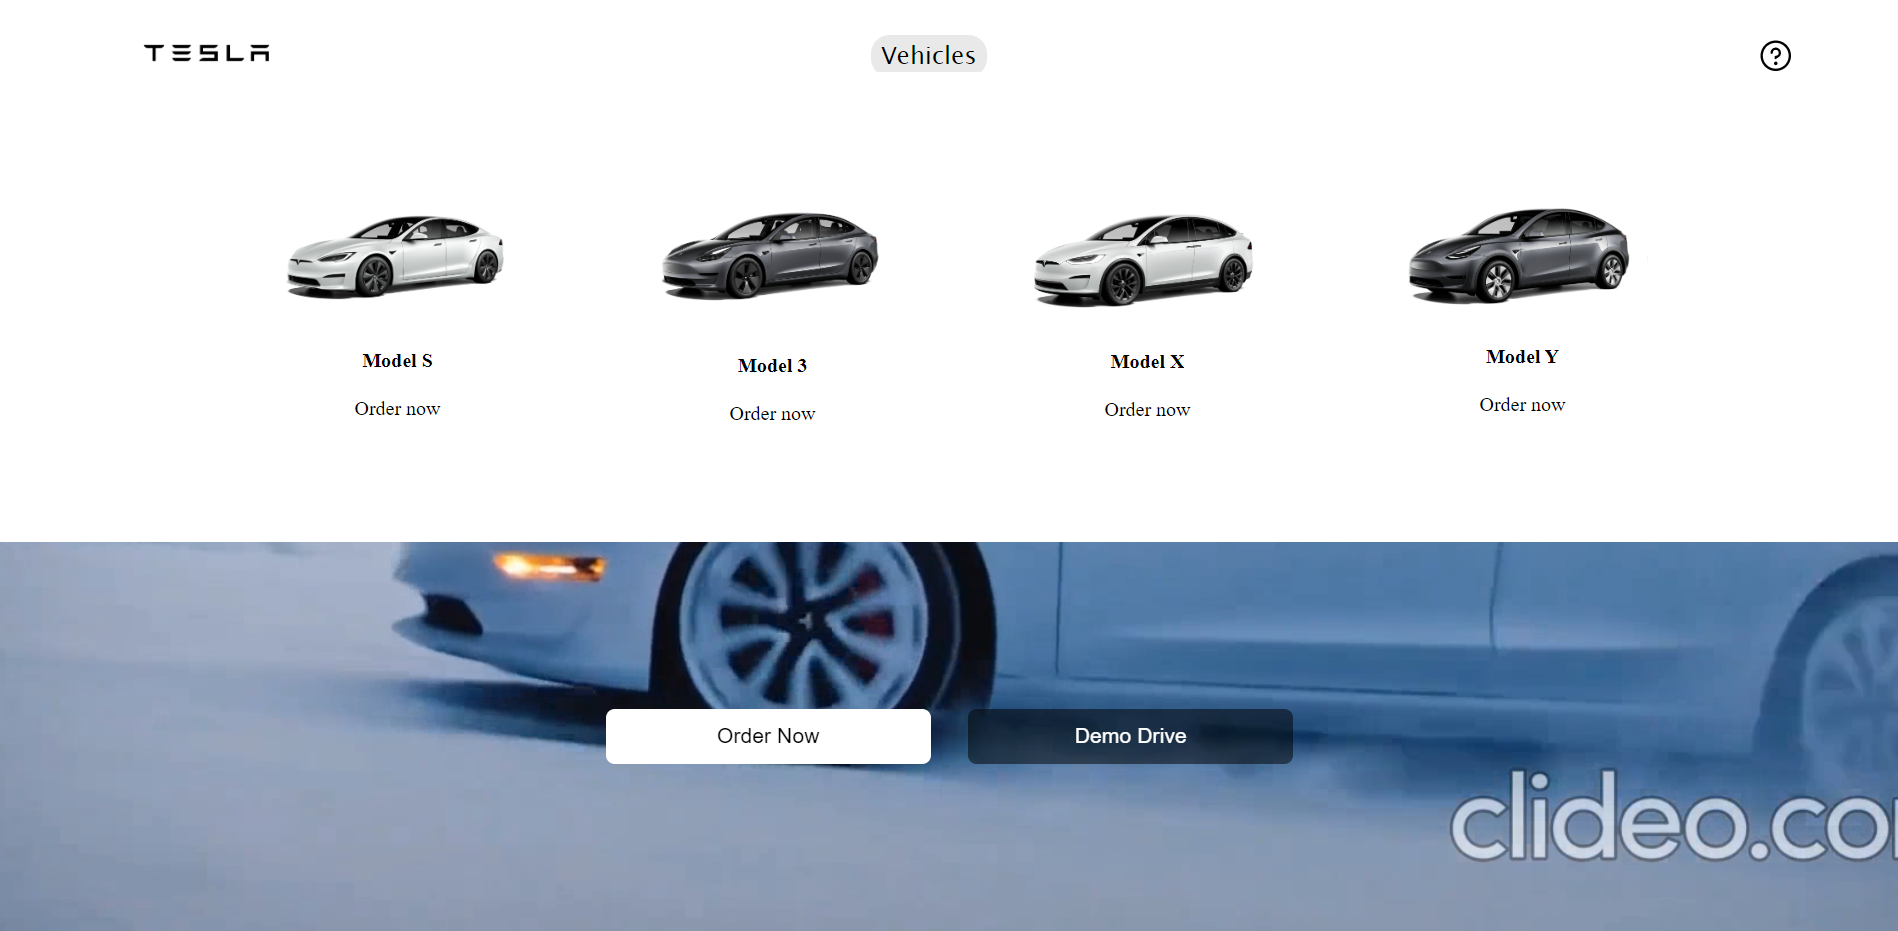 TESLA
Vehicles
Model S
Model 3
Model X
Model Y
Order now
Order now
Order now
Order now
Order Now
Demo Drive
clideo.co